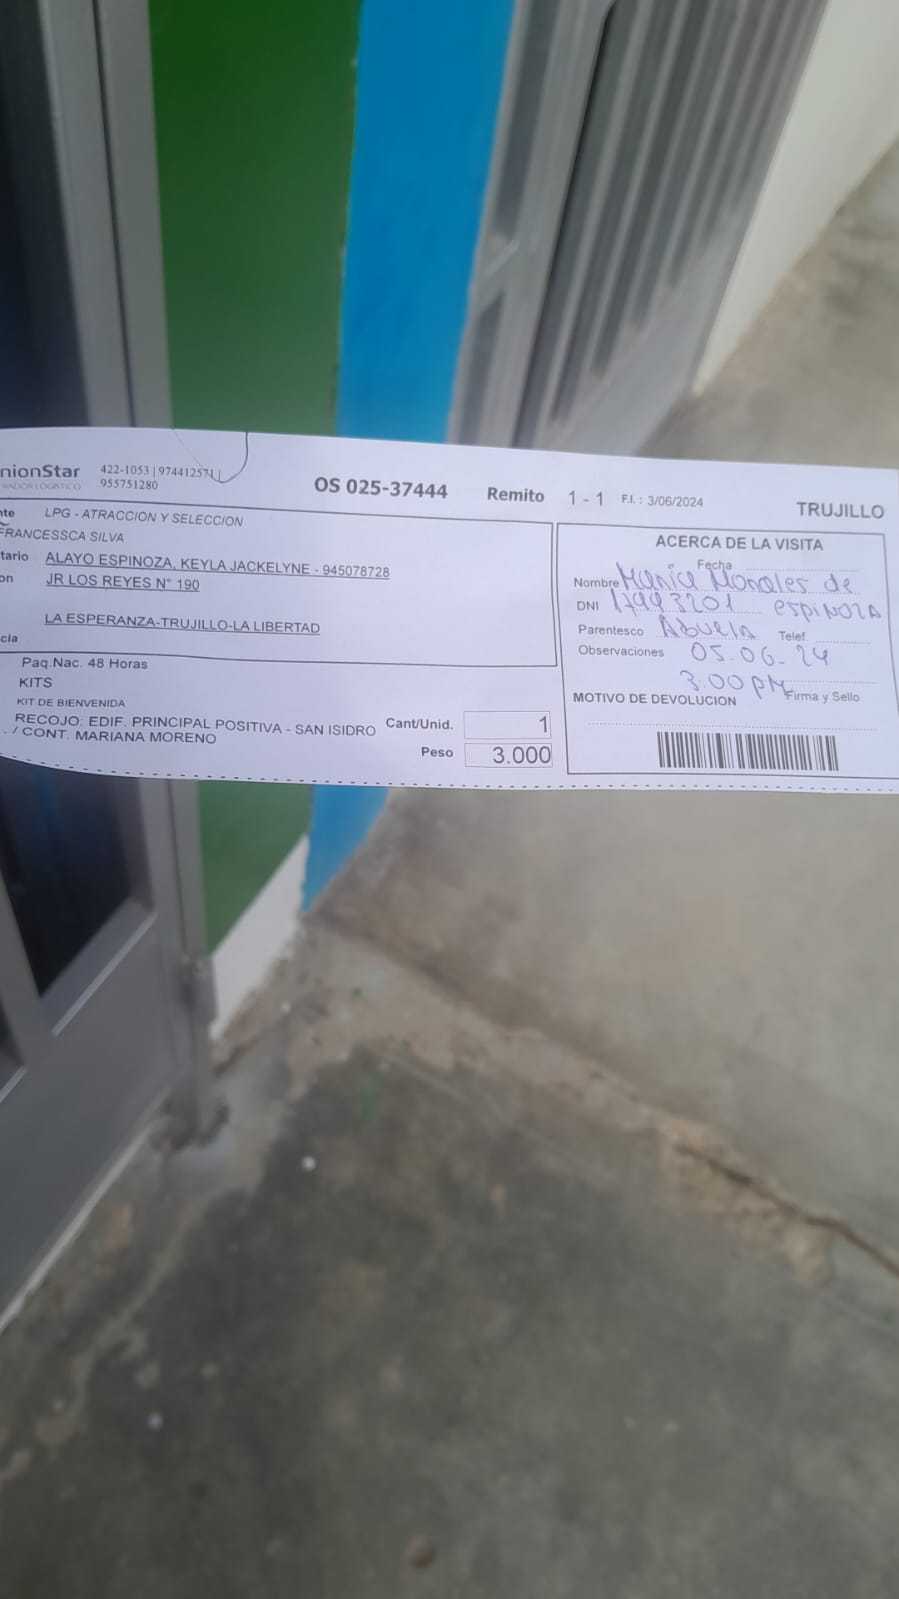 nionStar 422-1053 | 974412571 |
955751280
OS 025-37444 Remito 1 - 1 F.I. : 3/06/2024 TRUJILLO
nte LPG - ATRACCION Y SELECCION
FRANCESSCA SILVA
tario ALAYO ESPINOZA, KEYLA JACKELYNE - 945078728
on JR LOS REYES N° 190
LA ESPERANZA-TRUJILLO-LA LIBERTAD
cia
Paq.Nac. 48 Horas
KITS
KIT DE BIENVENIDA
RECOJO: EDIF. PRINCIPAL POSITIVA - SAN ISIDRO
. / CONT. MARIANA MORENO
Cant/Unid. 1
Peso 3.000
ACERCA DE LA VISITA
Fecha
Nombre Maria Morales de
DNI 17993201 ESPINOZA
Parentesco Abuela Telef.
Observaciones 05.06.24
3.00 PM Firma y Sello
MOTIVO DE DEVOLUCION